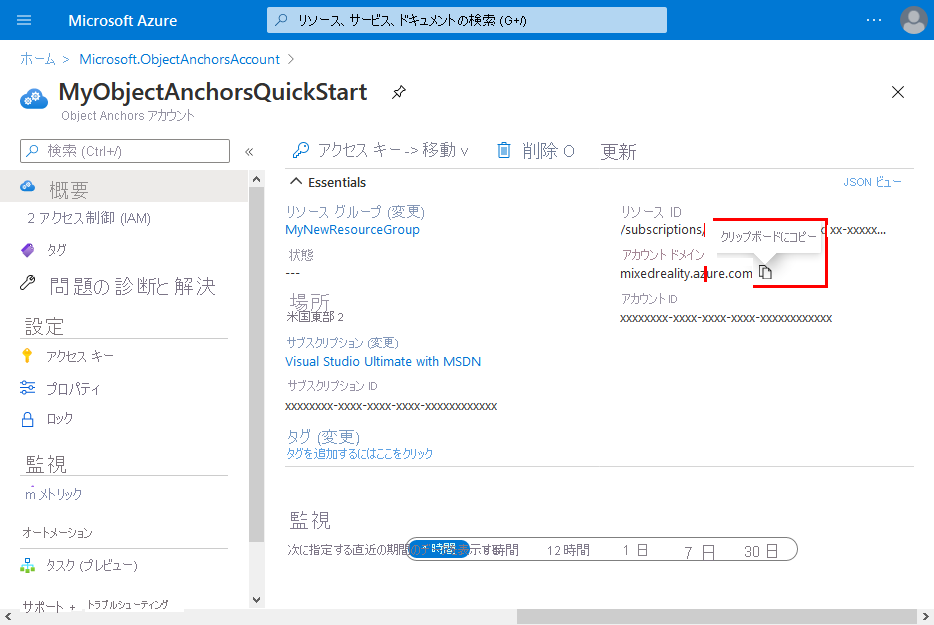 Microsoft Azure
リソース、サービス、ドキュメントの検索 (G+/)
ホーム > Microsoft.ObjectAnchorsAccount >
MyObjectAnchorsQuickStart
Object Anchors アカウント
検索 (Ctrl+/)
«
アクセス キー -> 移動
削除
更新
概要
2 アクセス制御 (IAM)
タグ
問題の診断と解決
設定
アクセス キー
プロパティ
ロック
監視
m メトリック
オートメーション
タスク (プレビュー)
サポート + トラブルシューティング
Essentials
JSON ビュー
リソース グループ (変更)
MyNewResourceGroup
状態
---
場所
米国東部 2
サブスクリプション (変更)
Visual Studio Ultimate with MSDN
サブスクリプション ID
xxxxxxxx-xxxx-xxxx-xxxx-xxxxxxxxxxxx
タグ (変更)
タグを追加するにはここをクリック
リソース ID
/subscriptions/ xx-xxxxx...
クリップボードにコピー
アカウント ドメイン
mixedreality.azure.com
アカウント ID
xxxxxxxx-xxxx-xxxx-xxxx-xxxxxxxxxxxx
監視
次に指定する直近の期間の 表示する
時間 時間 12 時間 1 日 7 日 30 日